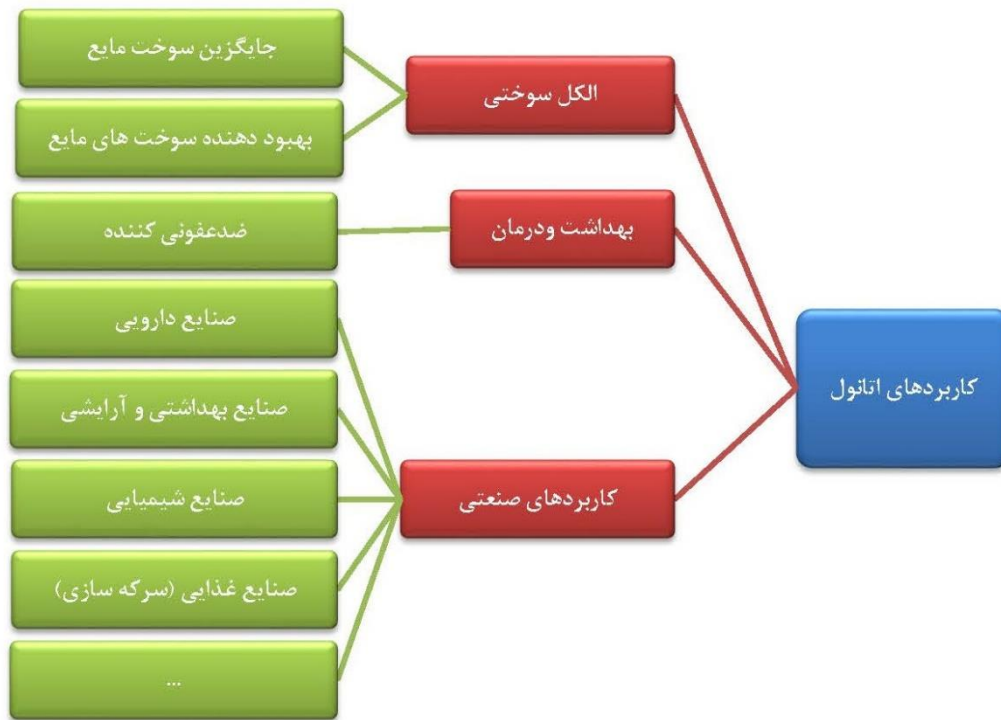 کاربردهای اتانول
الکل سوختی
جایگزین سوخت مایع
بهبود دهنده سوخت های مایع
بهداشت ودرمان
ضدعفونی کننده
کاربردهای صنعتی
صنایع دارویی
صنایع بهداشتی و آرایشی
صنایع شیمیایی
صنایع غذایی (سرکه سازی)
...